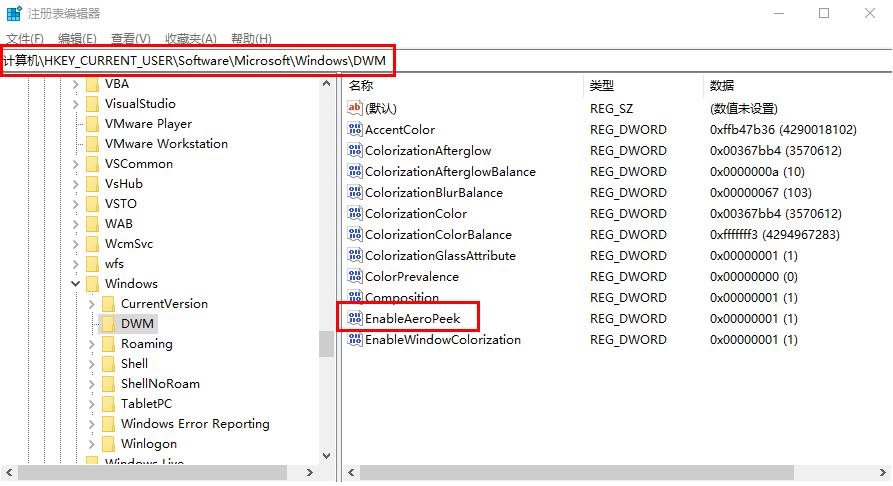 注册表编辑器
文件(F) 编辑(E) 查看(V) 收藏夹(A) 帮助(H)
计算机\HKEY_CURRENT_USER\Software\Microsoft\Windows\DWM
VBA
VisualStudio
VMware Player
VMware Workstation
VSCommon
VsHub
VSTO
WAB
WcmSvc
wfs
Windows
CurrentVersion
DWM
Roaming
Shell
ShellNoRoam
TabletPC
Windows Error Reporting
Winlogon
Windows Live
名称 类型 数据
ab (默认) REG_SZ (数值未设置)
AccentColor REG_DWORD 0xffb47b36 (4290018102)
ColorizationAfterglow REG_DWORD 0x00367bb4 (3570612)
ColorizationAfterglowBalance REG_DWORD 0x0000000a (10)
ColorizationBlurBalance REG_DWORD 0x00000067 (103)
ColorizationColor REG_DWORD 0x00367bb4 (3570612)
ColorizationColorBalance REG_DWORD 0xfffffff3 (4294967283)
ColorizationGlassAttribute REG_DWORD 0x00000001 (1)
ColorPrevalence REG_DWORD 0x00000000 (0)
Composition REG_DWORD 0x00000001 (1)
EnableAeroPeek REG_DWORD 0x00000001 (1)
EnableWindowColorization REG_DWORD 0x00000001 (1)